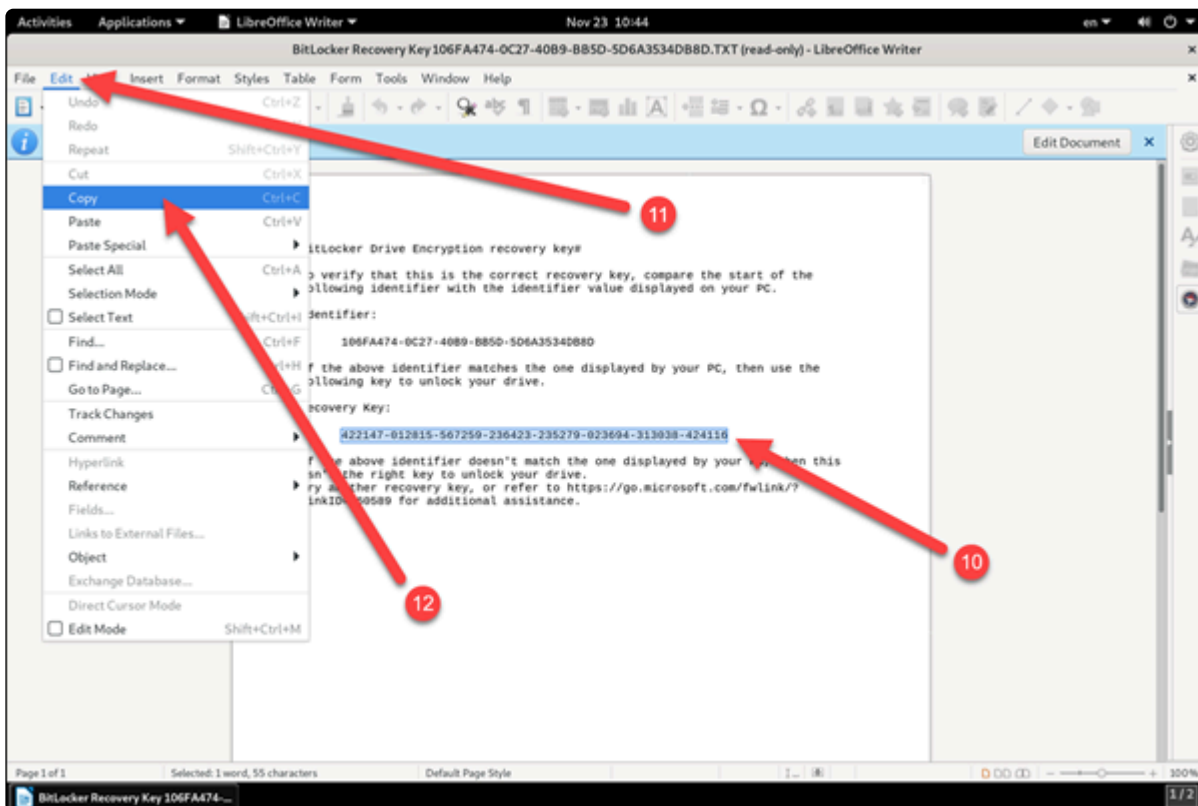 Activities Applications LibreOffice Writer Nov 23 10:44 en
BitLocker Recovery Key 106FA474-0C27-40B9-BB5D-5D6A3534DB8D.TXT (read-only) - LibreOffice Writer
File Edit Insert Format Styles Table Form Tools Window Help
Edit Document
Undo Ctrl+Z
Redo
Repeat Shift+Ctrl+Y
Cut Ctrl+X
Copy Ctrl+C
Paste Ctrl+V
Paste Special
Select All Ctrl+A
Selection Mode
Select Text Shift+Ctrl+I
Find... Ctrl+F
Find and Replace... Ctrl+H
Go to Page...
Track Changes
Comment
Hyperlink
Reference
Fields...
Links to External Files...
Object
Exchange Database...
Direct Cursor Mode
Edit Mode Shift+Ctrl+M
11
itLocker Drive Encryption recovery key#
o verify that this is the correct recovery key, compare the start of the
ollowing identifier with the identifier value displayed on your PC.
dentifier:
106FA474-0C27-40B9-BB5D-5D6A3534DB8D
f the above identifier matches the one displayed by your PC, then use the
ollowing key to unlock your drive.
ecovery Key:
422147-012815-567259-236423-235279-023694-313038-424116
f the above identifier doesn't match the one displayed by your then this
the right key to unlock your drive.
ry another recovery key, or refer to https://go.microsoft.com/fwlink/?
for additional assistance.
10
12
Page 1 of 1 Selected: 1 word, 55 characters Default Page Style 100%
BitLocker Recovery Key 106FA474-... 1/2